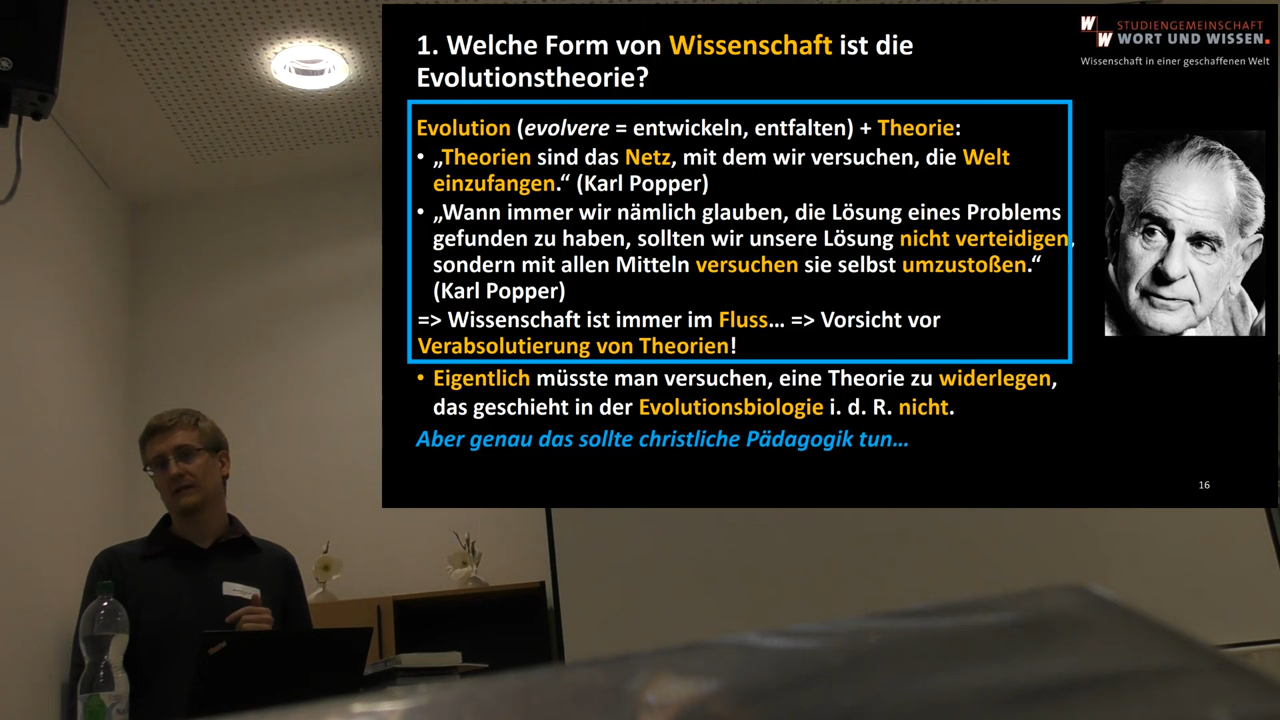 1. Welche Form von Wissenschaft ist die
Evolutionstheorie?
W
W
STUDIENGEMEINSCHAFT
WORT UND WISSEN.
Wissenschaft in einer geschaffenen Welt
Evolution (evolvere = entwickeln, entfalten) + Theorie:
• „Theorien sind das Netz, mit dem wir versuchen, die Welt
einzufangen.“ (Karl Popper)
• „Wann immer wir nämlich glauben, die Lösung eines Problems
gefunden zu haben, sollten wir unsere Lösung nicht verteidigen,
sondern mit allen Mitteln versuchen sie selbst umzustoßen.“
(Karl Popper)
=> Wissenschaft ist immer im Fluss… => Vorsicht vor
Verabsolutierung von Theorien!
• Eigentlich müsste man versuchen, eine Theorie zu widerlegen,
das geschieht in der Evolutionsbiologie i. d. R. nicht.
Aber genau das sollte christliche Pädagogik tun…
16